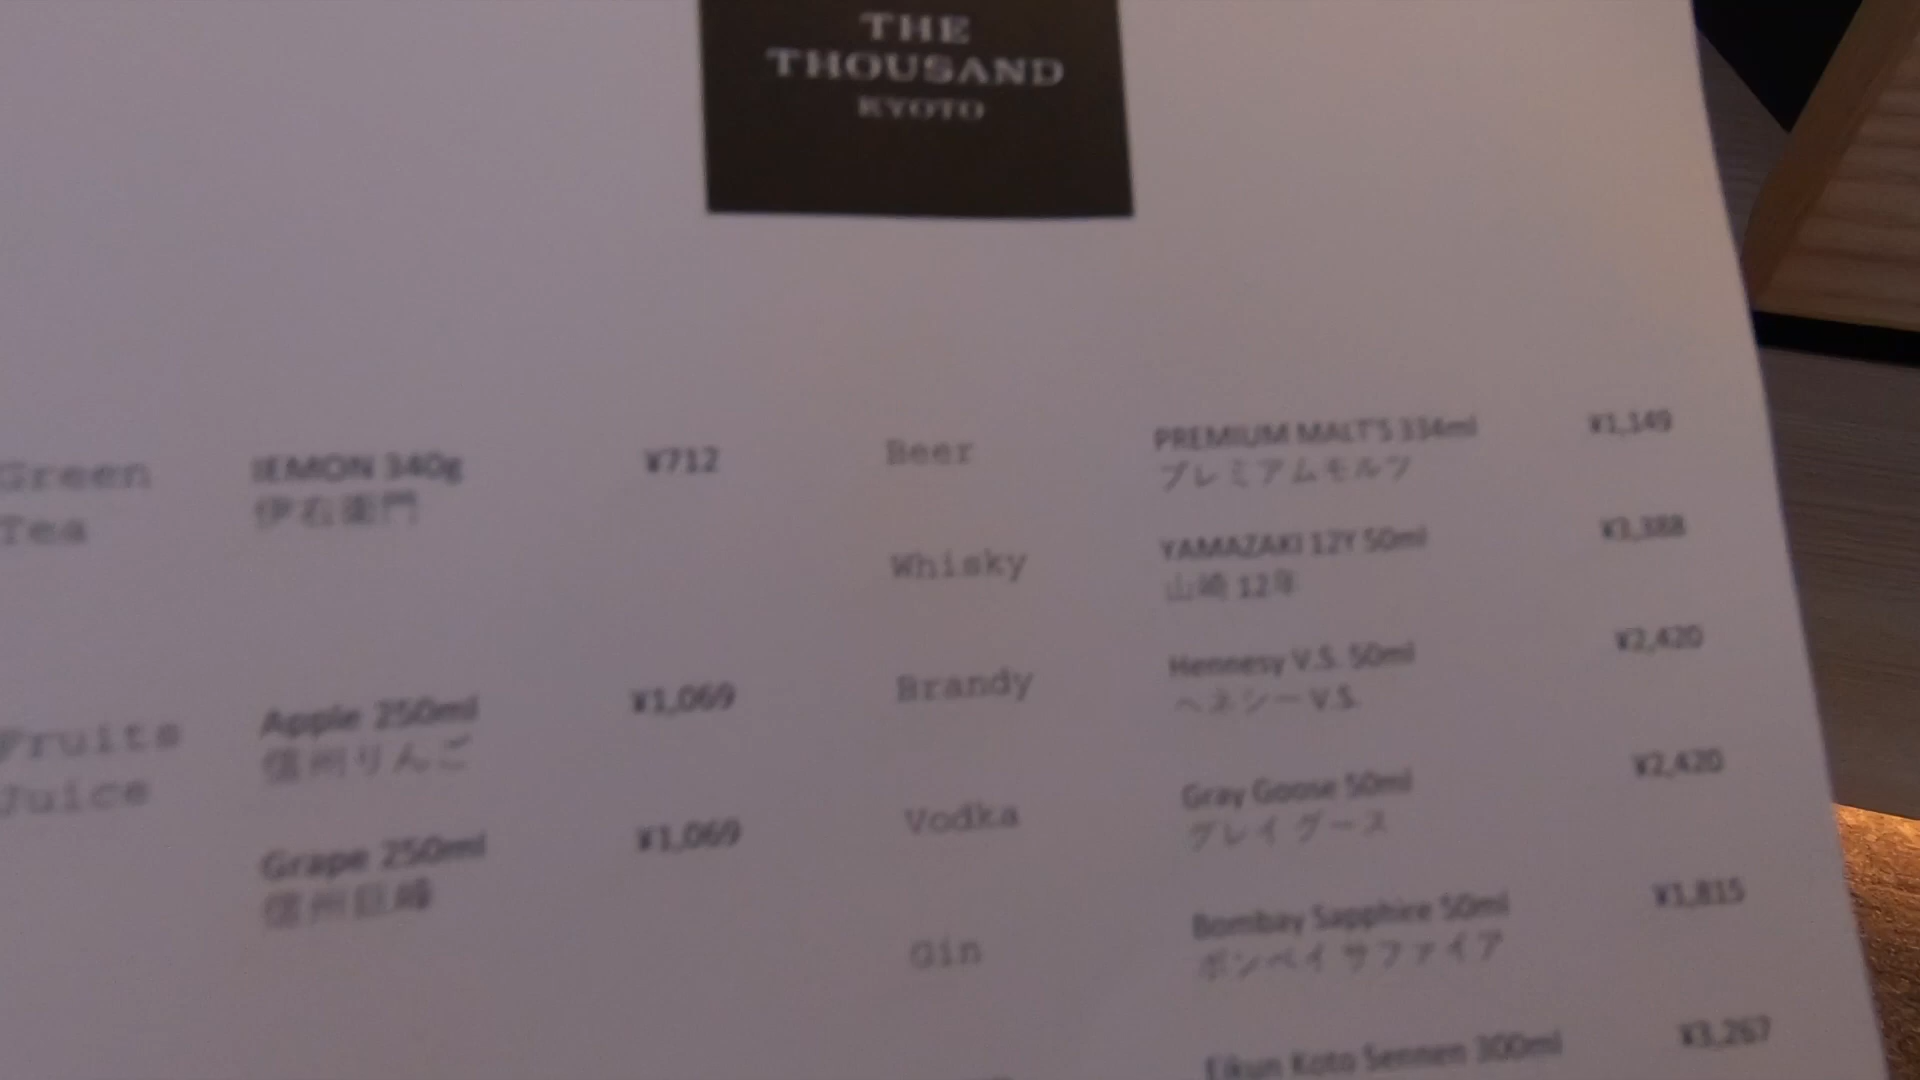 THE
THOUSAND
KYOTO
Green
Tea
IEMON 340g ¥712
伊右衛門
Fruits
Juice
Apple 250ml ¥1,069
信州りんご
Grape 250ml ¥1,069
信州巨峰
Beer PREMIUM MALT'S 334ml ¥1,149
プレミアムモルツ
Whisky YAMAZAKI 12Y 50ml ¥3,388
山崎 12年
Brandy Hennesy V.S. 50ml ¥2,420
ヘネシー V.S.
Vodka Gray Goose 50ml ¥2,420
グレイ グース
Gin Bombay Sapphire 50ml ¥1,815
ボンベイ サファイア
Eikun Koto Sennen 300ml ¥3,267